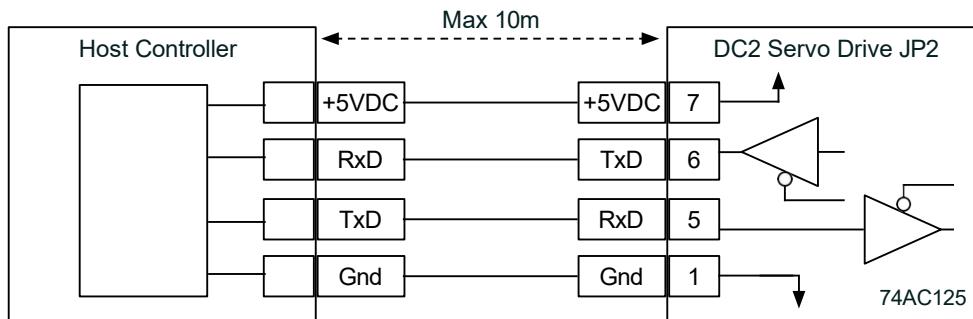 Max 10m
Host Controller
DC2 Servo Drive JP2
+5VDC +5VDC 7
RxD TxD 6
TxD RxD 5
Gnd Gnd 1
74AC125